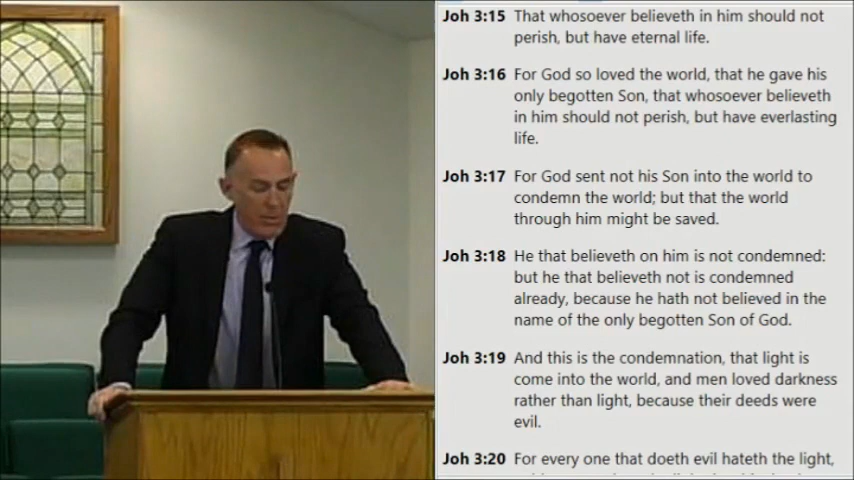 Joh 3:15 That whosoever believeth in him should not
perish, but have eternal life.
Joh 3:16 For God so loved the world, that he gave his
only begotten Son, that whosoever believeth
in him should not perish, but have everlasting
life.
Joh 3:17 For God sent not his Son into the world to
condemn the world; but that the world
through him might be saved.
Joh 3:18 He that believeth on him is not condemned:
but he that believeth not is condemned
already, because he hath not believed in the
name of the only begotten Son of God.
Joh 3:19 And this is the condemnation, that light is
come into the world, and men loved darkness
rather than light, because their deeds were
evil.
Joh 3:20 For every one that doeth evil hateth the light,